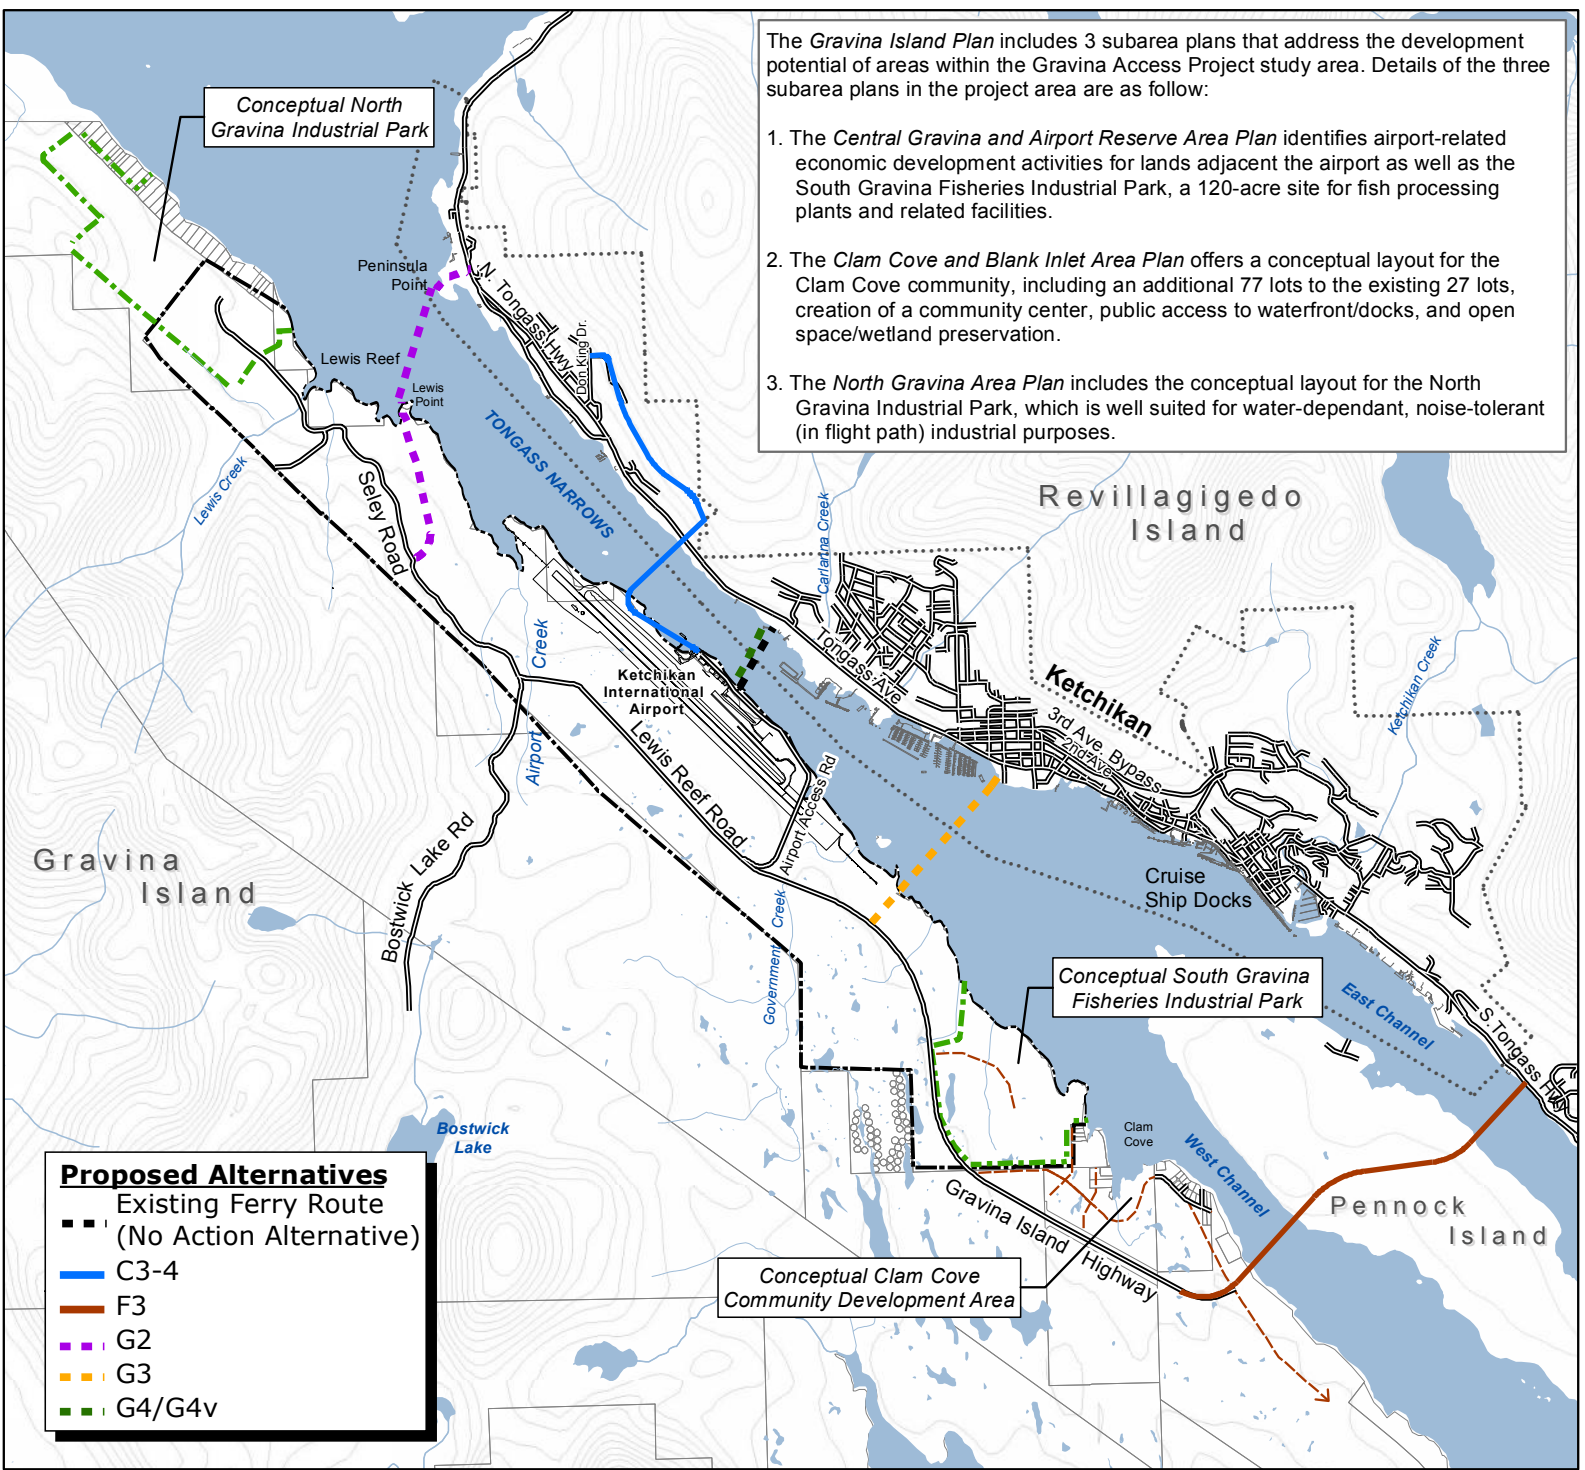 The Gravina Island Plan includes 3 subarea plans that address the development
potential of areas within the Gravina Access Project study area. Details of the three
subarea plans in the project area are as follow:
1. The Central Gravina and Airport Reserve Area Plan identifies airport-related
economic development activities for lands adjacent the airport as well as the
South Gravina Fisheries Industrial Park, a 120-acre site for fish processing
plants and related facilities.
2. The Clam Cove and Blank Inlet Area Plan offers a conceptual layout for the
Clam Cove community, including an additional 77 lots to the existing 27 lots,
creation of a community center, public access to waterfront/docks, and open
space/wetland preservation.
3. The North Gravina Area Plan includes the conceptual layout for the North
Gravina Industrial Park, which is well suited for water-dependant, noise-tolerant
(in flight path) industrial purposes.
Conceptual North
Gravina Industrial Park
Peninsula
Point
N. Tongass Hwy
Don King Dr.
Lewis Reef
Lewis
Point
TONGASS NARROWS
Lewis Creek
Seley Road
Carlanna Creek
Revillagigedo
Island
Airport Creek
Ketchikan
International
Airport
Tongass Ave
Ketchikan
3rd Ave. Bypass
2nd Ave
Ketchikan Creek
Lewis Reef Road
Airport Access Rd
Bostwick Lake Rd
Gravina
Island
Government Creek
Cruise
Ship Docks
Conceptual South Gravina
Fisheries Industrial Park
East Channel
S. Tongass Hwy
Bostwick
Lake
Clam
Cove
West Channel
Pennock
Island
Gravina Island Highway
Conceptual Clam Cove
Community Development Area
Proposed Alternatives
Existing Ferry Route
(No Action Alternative)
C3-4
F3
G2
G3
G4/G4v